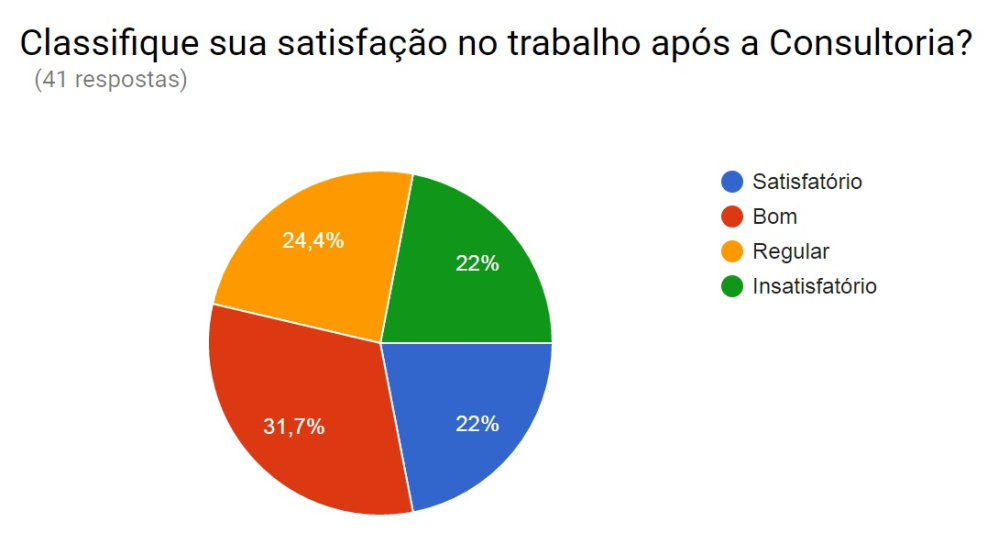 Classifique sua satisfação no trabalho após a Consultoria?
(41 respostas)
24,4%
22%
31,7%
22%
Satisfatório
Bom
Regular
Insatisfatório